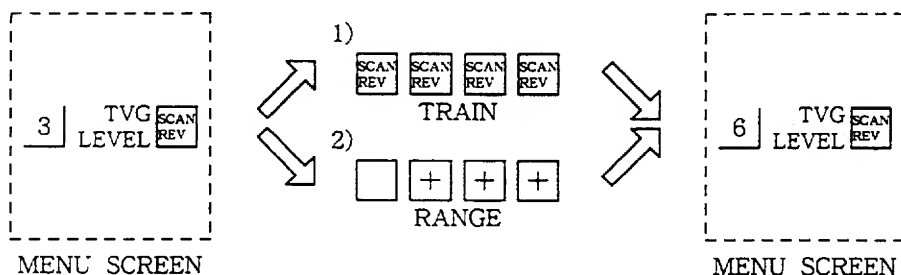 3
TVG
LEVEL
SCAN
REV
MENU SCREEN
1)
SCAN
REV
SCAN
REV
SCAN
REV
SCAN
REV
TRAIN
2)
+ + +
RANGE
6
TVG
LEVEL
SCAN
REV
MENU SCREEN